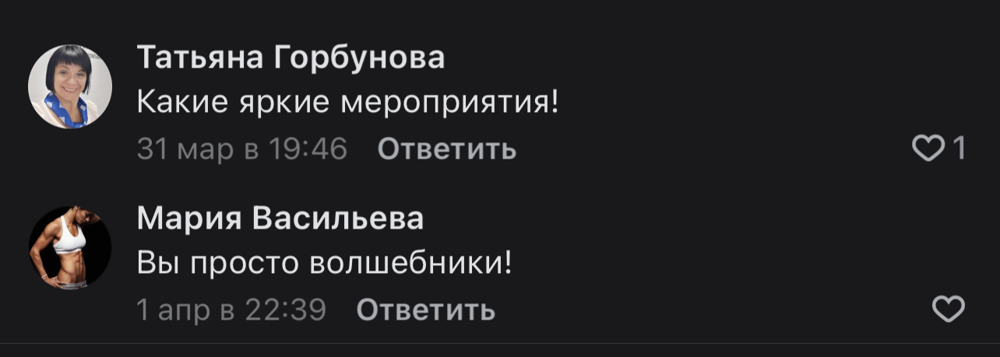 Татьяна Горбунова
Какие яркие мероприятия!
31 мар в 19:46 Ответить 1
Мария Васильева
Вы просто волшебники!
1 апр в 22:39 Ответить